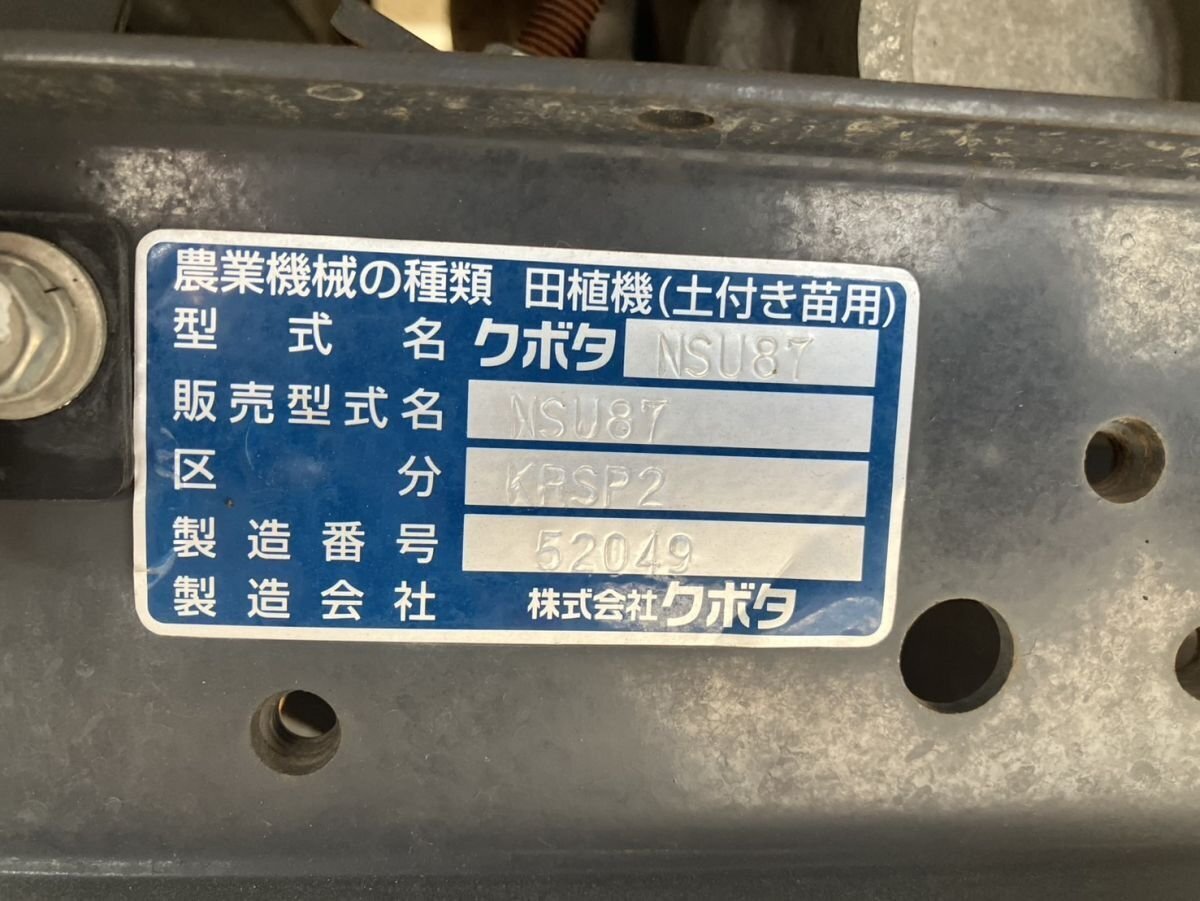 農業機械の種類 田植機(土付き苗用)
型式名 クボタ NSU87
販売型式名 NSU87
区分 KRSP2
製造番号 52049
製造会社 株式会社クボタ